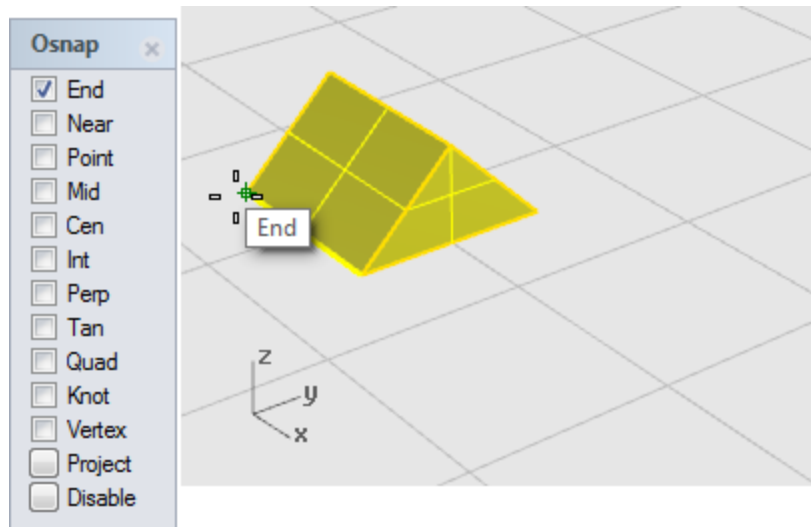 Osnap
End
Near
Point
Mid
Cen
Int
Perp
Tan
Quad
Knot
Vertex
Project
Disable
End
z
y
x